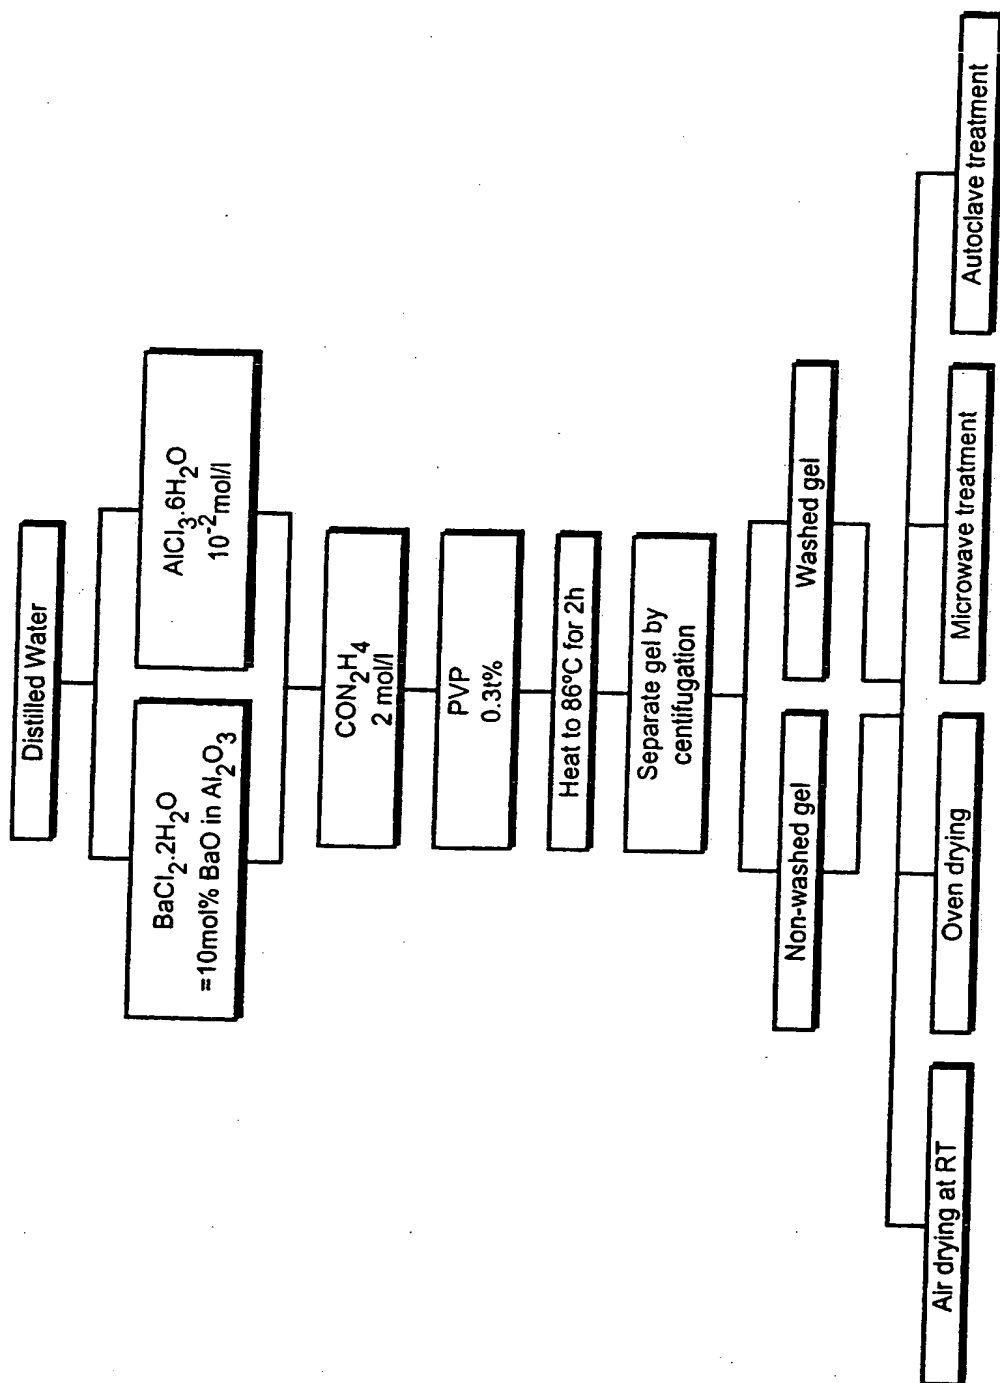 Distilled Water
BaCl₂.2H₂O
=10mol% BaO in Al₂O₃
AlCl₃.6H₂O
10⁻²mol/l
CON₂H₄
2 mol/l
PVP
0.3t%
Heat to 86ºC for 2h
Separate gel by
centifugation
Non-washed gel
Washed gel
Air drying at RT
Oven drying
Microwave treatment
Autoclave treatment